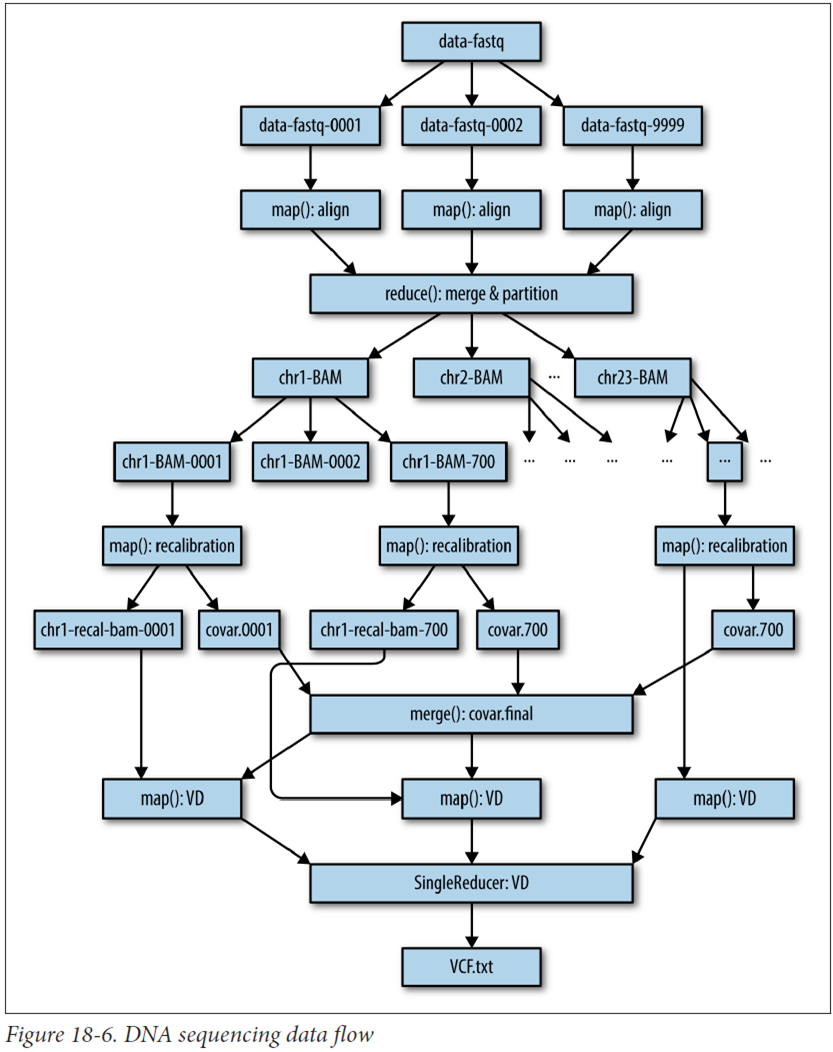 data-fastq
data-fastq-0001
data-fastq-0002
data-fastq-9999
map(): align
map(): align
map(): align
reduce(): merge & partition
chr1-BAM
chr2-BAM
...
chr23-BAM
chr1-BAM-0001
chr1-BAM-0002
chr1-BAM-700
...
...
...
...
...
...
map(): recalibration
map(): recalibration
map(): recalibration
chr1-recal-bam-0001
covar.0001
chr1-recal-bam-700
covar.700
covar.700
merge(): covar.final
map(): VD
map(): VD
map(): VD
SingleReducer: VD
VCF.txt
Figure 18-6. DNA sequencing data flow